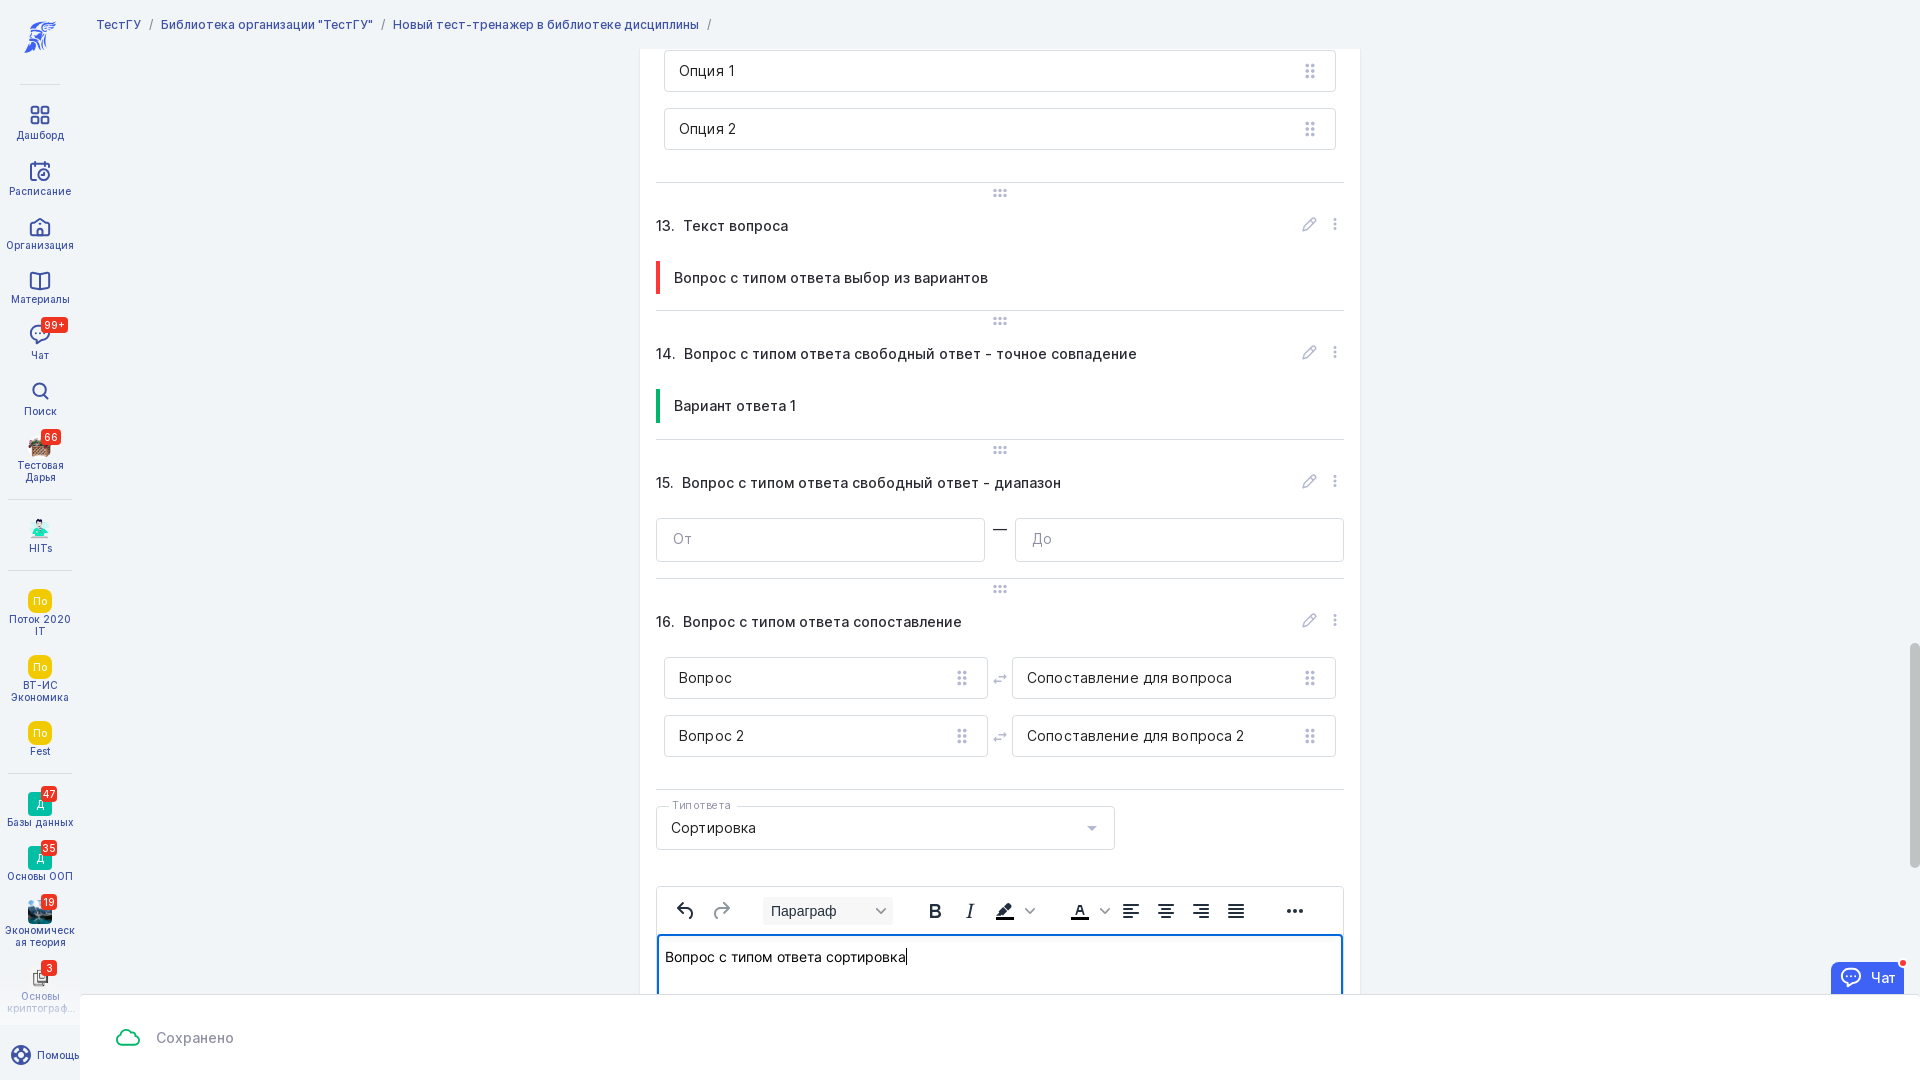 ТестГУ / Библиотека организации "ТестГУ" / Новый тест-тренажер в библиотеке дисциплины /
Дашборд
Расписание
Организация
Материалы
99+
Чат
Поиск
66
Тестовая
Дарья
HITs
По
Поток 2020
IT
По
ВТ-ИС
Экономика
По
Fest
47
Д
Базы данных
35
Д
Основы ООП
19
Экономическ
ая теория
3
Основы
криптограф...
Помощь
Опция 1
Опция 2
13. Текст вопроса
Вопрос с типом ответа выбор из вариантов
14. Вопрос с типом ответа свободный ответ - точное совпадение
Вариант ответа 1
15. Вопрос с типом ответа свободный ответ - диапазон
От — До
16. Вопрос с типом ответа сопоставление
Вопрос Сопоставление для вопроса
Вопрос 2 Сопоставление для вопроса 2
Тип ответа
Сортировка
Параграф B I A
Вопрос с типом ответа сортировка
Чат
Сохранено